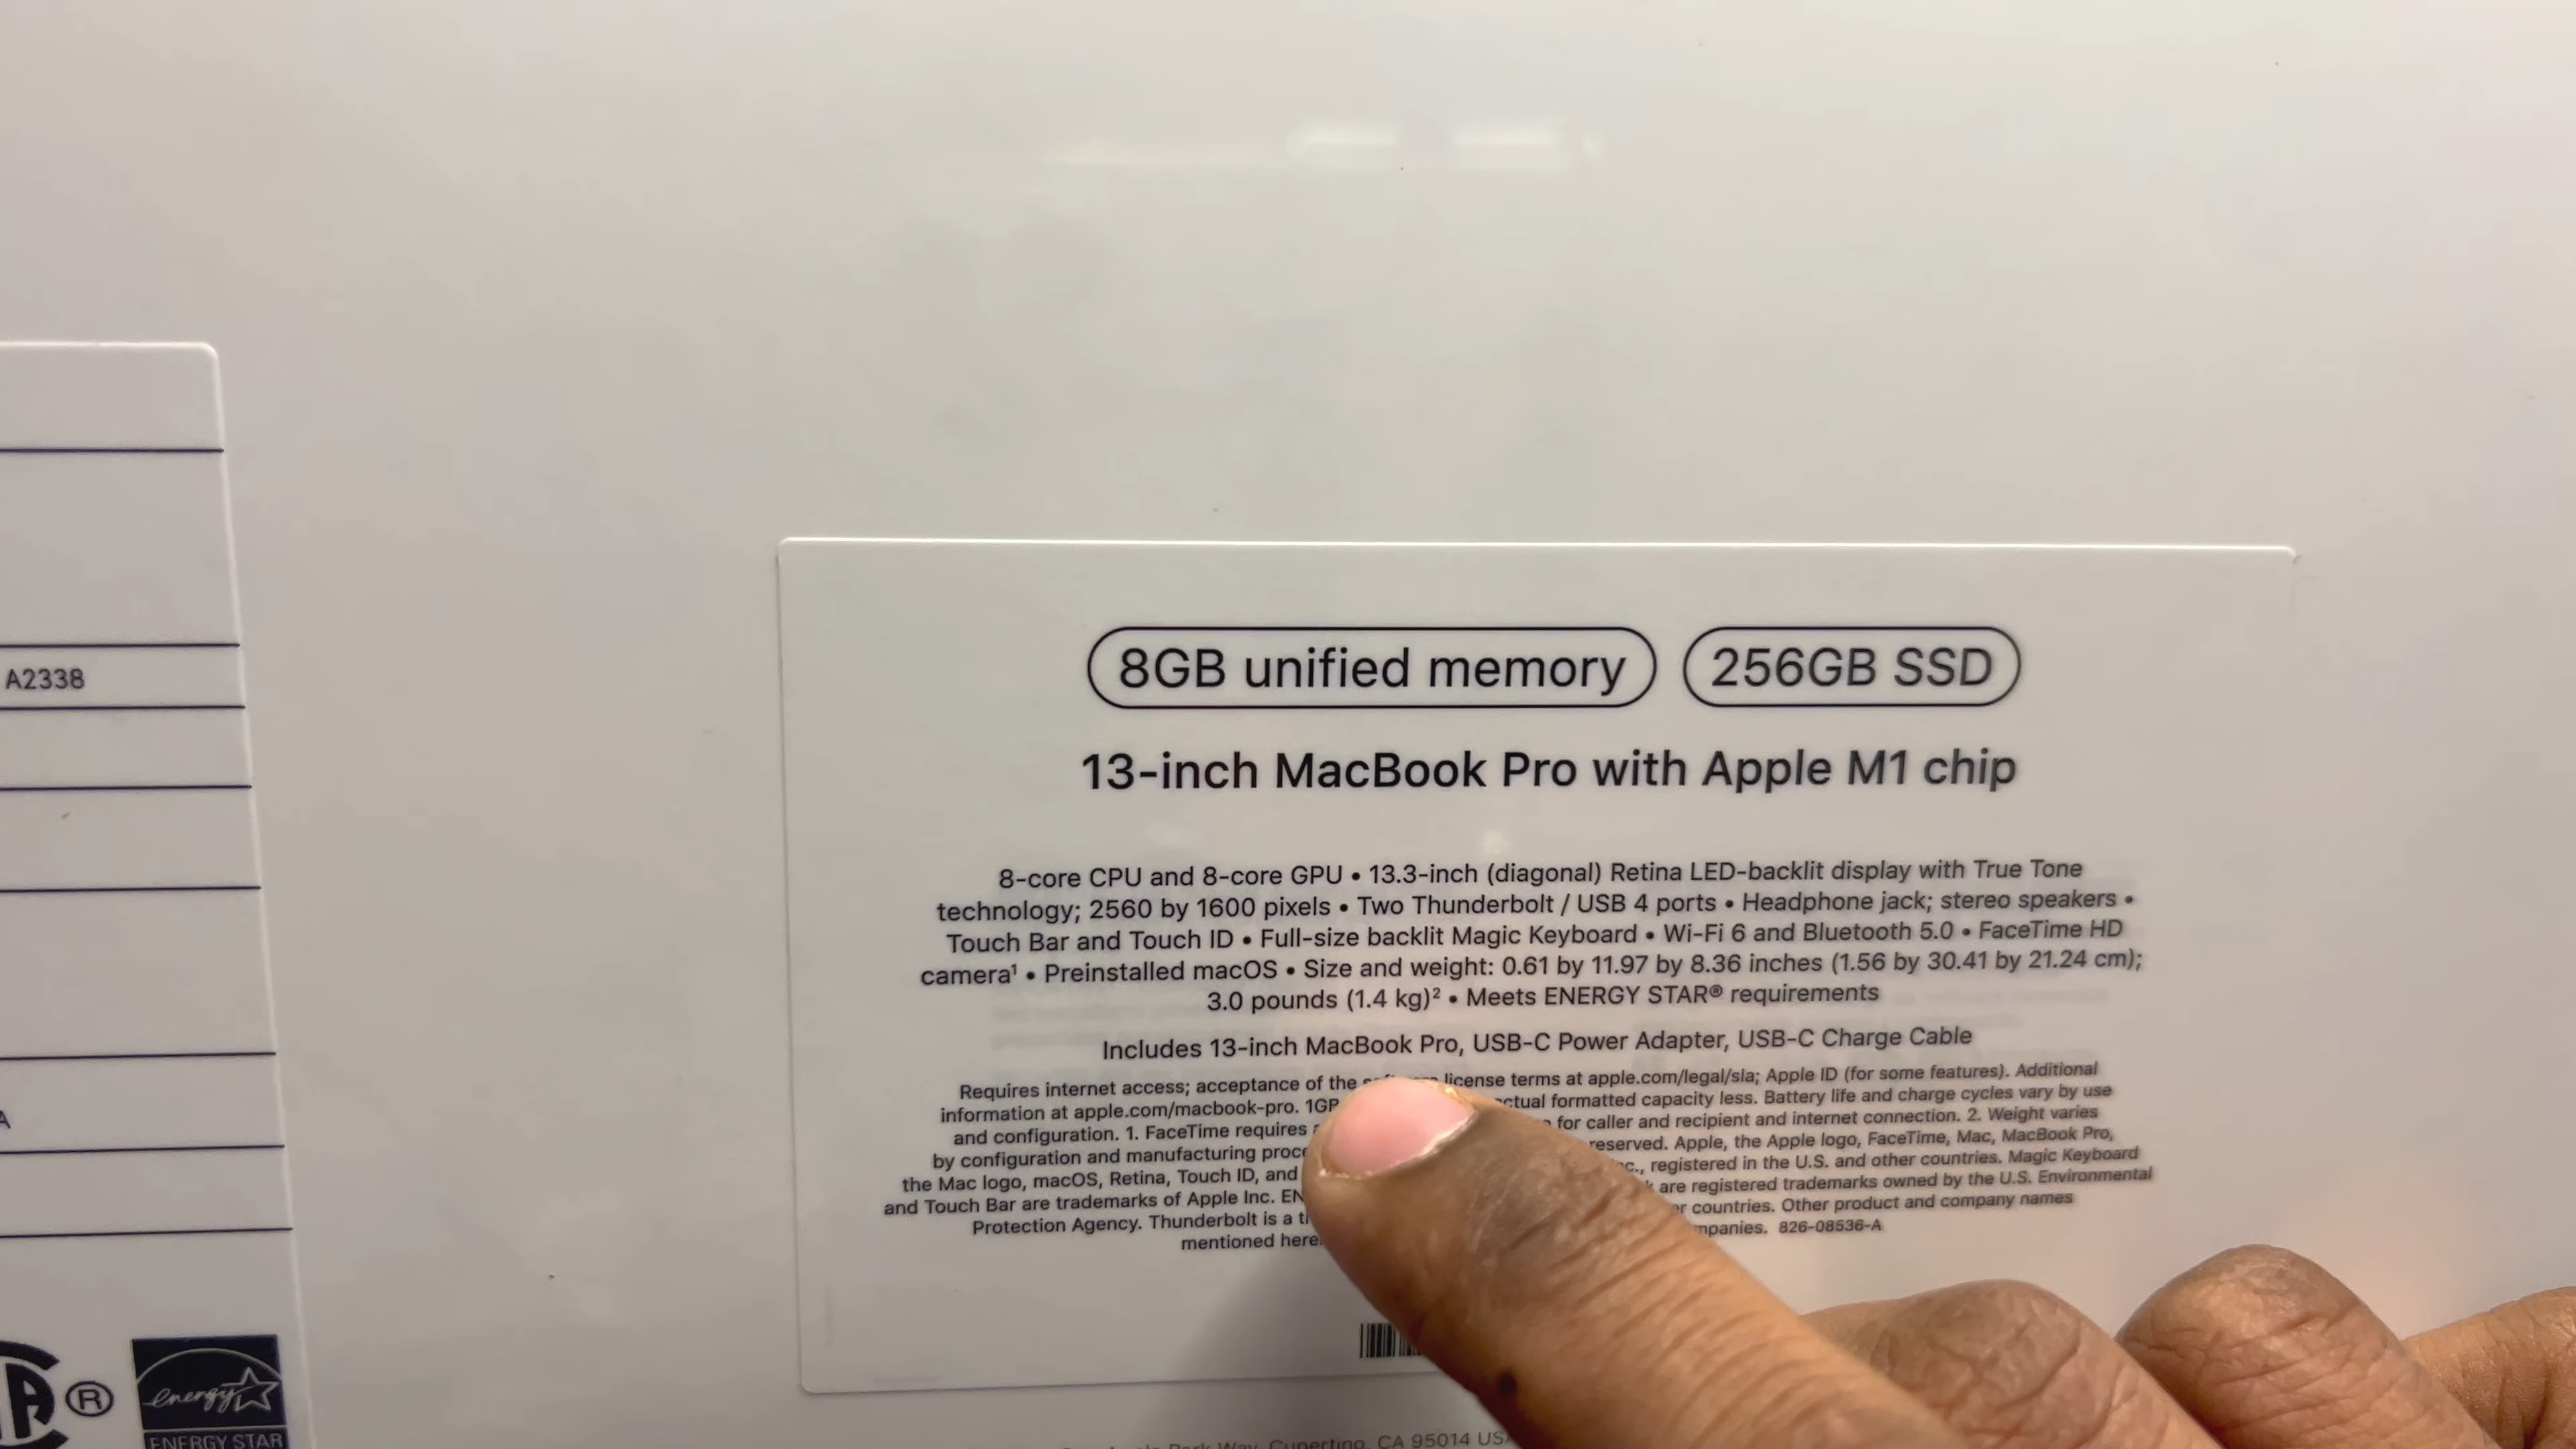 A2338
A
®
energy
ENERGY STAR
8GB unified memory 256GB SSD
13-inch MacBook Pro with Apple M1 chip
8-core CPU and 8-core GPU • 13.3-inch (diagonal) Retina LED-backlit display with True Tone
technology; 2560 by 1600 pixels • Two Thunderbolt / USB 4 ports • Headphone jack; stereo speakers •
Touch Bar and Touch ID • Full-size backlit Magic Keyboard • Wi-Fi 6 and Bluetooth 5.0 • FaceTime HD
camera¹ • Preinstalled macOS • Size and weight: 0.61 by 11.97 by 8.36 inches (1.56 by 30.41 by 21.24 cm);
3.0 pounds (1.4 kg)² • Meets ENERGY STAR® requirements
Includes 13-inch MacBook Pro, USB-C Power Adapter, USB-C Charge Cable
Requires internet access; acceptance of the license terms at apple.com/legal/sla; Apple ID (for some features). Additional
information at apple.com/macbook-pro. formatted capacity less. Battery life and charge cycles vary by use
and configuration. 1. FaceTime requires for caller and recipient and internet connection. 2. Weight varies
by configuration and manufacturing reserved. Apple, the Apple logo, FaceTime, Mac, MacBook Pro,
the Mac logo, macOS, Retina, Touch ID, and registered in the U.S. and other countries. Magic Keyboard
and Touch Bar are trademarks of Apple Inc. are registered trademarks owned by the U.S. Environmental
Protection Agency. Thunderbolt is a countries. Other product and company names
mentioned 826-08536-A
Park Way, Cupertino, CA 95014